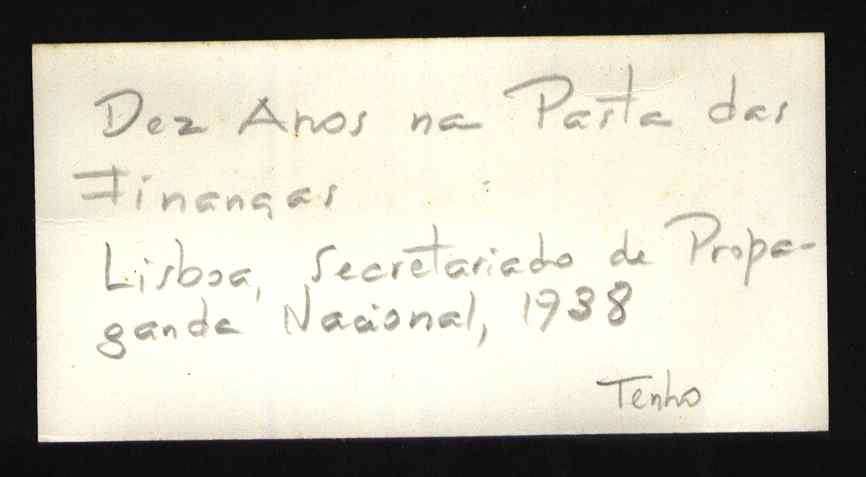 Dez Anos na Pasta das
Finanças
Lisboa, Secretariado de Propa-
ganda Nacional, 1938
Tenho